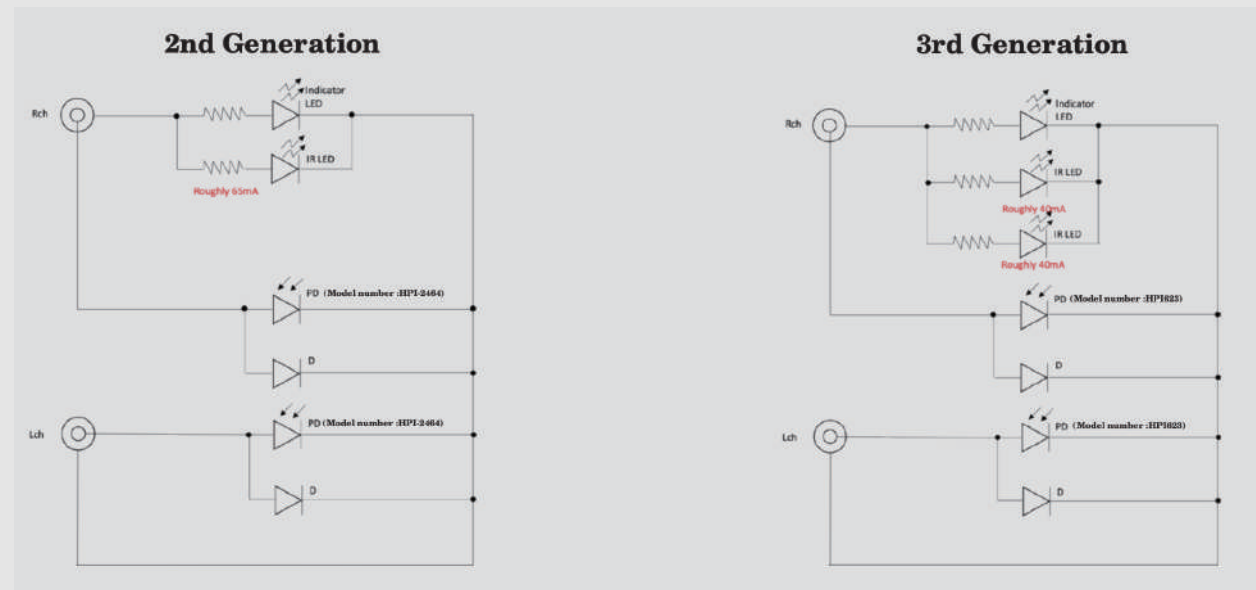 2nd Generation
Rch
Indicator
LED
IR LED
Roughly 65mA
PD (Model number :HPI-2464)
D
Lch
PD (Model number :HPI-2464)
D
3rd Generation
Rch
Indicator
LED
IR LED
Roughly 40mA
IR LED
Roughly 40mA
PD (Model number :HPI623)
D
Lch
PD (Model number :HPI623)
D